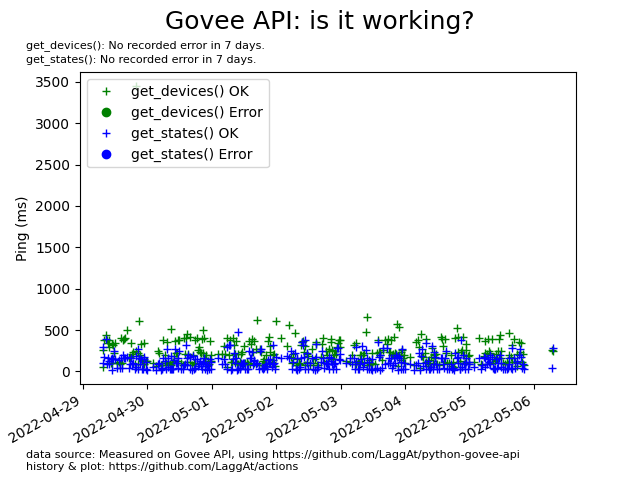 Govee API: is it working?
get_devices(): No recorded error in 7 days.
get_states(): No recorded error in 7 days.
get_devices() OK
get_devices() Error
get_states() OK
get_states() Error
Ping (ms)
3500
3000
2500
2000
1500
1000
500
0
2022-04-29
2022-04-30
2022-05-01
2022-05-02
2022-05-03
2022-05-04
2022-05-05
2022-05-06
data source: Measured on Govee API, using https://github.com/LaggAt/python-govee-api
history & plot: https://github.com/LaggAt/actions